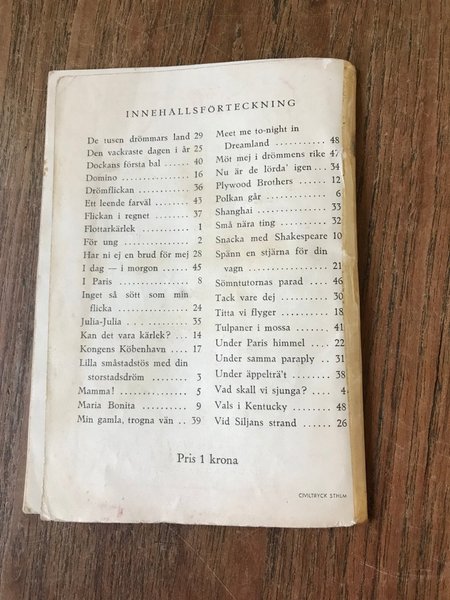 INNEHÅLLSFÖRTECKNING
De tusen drömmars land 29
Den vackraste dagen i år 25
Dockans första bal ........ 40
Domino ................ 16
Drömflickan ............ 36
Ett leende farväl ........ 43
Flickan i regnet ........ 37
Flottarkärlek ............ 1
För ung ................ 2
Har ni ej en brud för mej 28
I dag — i morgon ........ 45
I Paris ................ 8
Inget så sött som min
flicka ................ 24
Julia-Julia .............. 35
Kan det vara kärlek? .... 14
Kongens Köbenhavn .... 17
Lilla småstadstös med din
storstadsdröm ........ 3
Mamma! ................ 5
Maria Bonita ............ 9
Min gamla, trogna vän .. 39
Meet me to-night in
Dreamland .......... 48
Möt mej i drömmens rike 47
Nu är de lörda' igen .... 34
Plywood Brothers ........ 12
Polkan går .............. 6
Shanghai ................ 33
Små nära ting .......... 32
Snacka med Shakespeare 10
Spänn en stjärna för din
vagn ................ 21
Sömntutornas parad .... 46
Tack vare dej .......... 30
Titta vi flyger .......... 18
Tulpaner i mossa ........ 41
Under Paris himmel .... 22
Under samma paraply .. 31
Under äppelträ't ........ 38
Vad skall vi sjunga? .... 4
Vals i Kentucky ........ 48
Vid Siljans strand ...... 26
Pris 1 krona
CIVILTRYCK STHLM